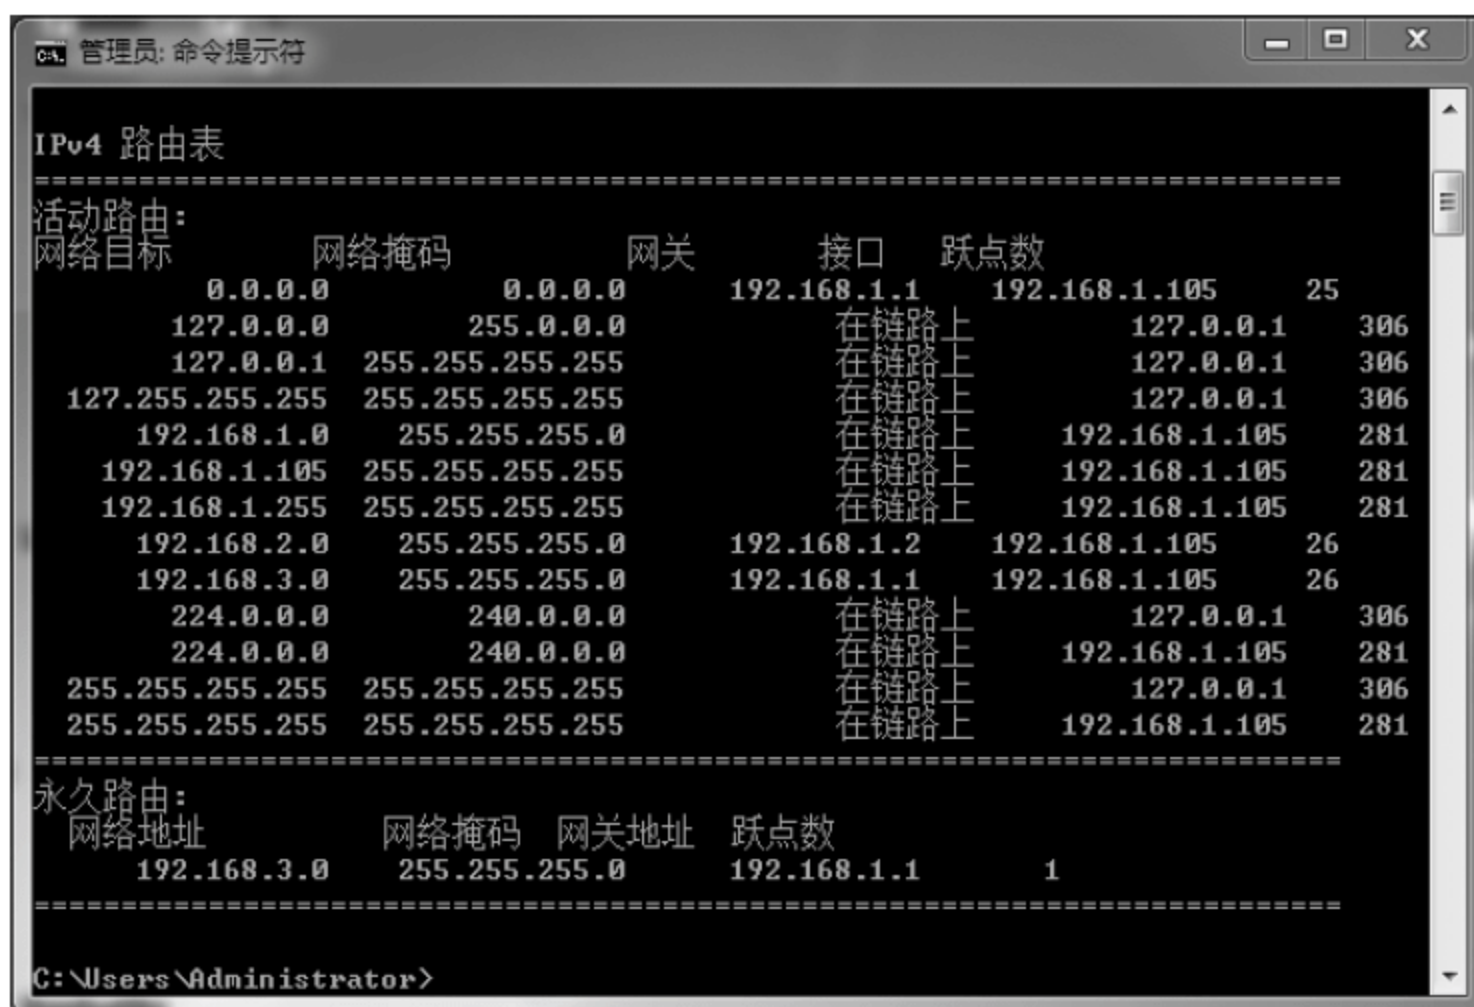 管理员: 命令提示符
IPv4 路由表
===========================================================================
活动路由:
网络目标 网络掩码 网关 接口 跃点数
0.0.0.0 0.0.0.0 192.168.1.1 192.168.1.105 25
127.0.0.0 255.0.0.0 在链路上 127.0.0.1 306
127.0.0.1 255.255.255.255 在链路上 127.0.0.1 306
127.255.255.255 255.255.255.255 在链路上 127.0.0.1 306
192.168.1.0 255.255.255.0 在链路上 192.168.1.105 281
192.168.1.105 255.255.255.255 在链路上 192.168.1.105 281
192.168.1.255 255.255.255.255 在链路上 192.168.1.105 281
192.168.2.0 255.255.255.0 192.168.1.2 192.168.1.105 26
192.168.3.0 255.255.255.0 192.168.1.1 192.168.1.105 26
224.0.0.0 240.0.0.0 在链路上 127.0.0.1 306
224.0.0.0 240.0.0.0 在链路上 192.168.1.105 281
255.255.255.255 255.255.255.255 在链路上 127.0.0.1 306
255.255.255.255 255.255.255.255 在链路上 192.168.1.105 281
===========================================================================
永久路由:
网络地址 网络掩码 网关地址 跃点数
192.168.3.0 255.255.255.0 192.168.1.1 1
===========================================================================
C:\Users\Administrator>